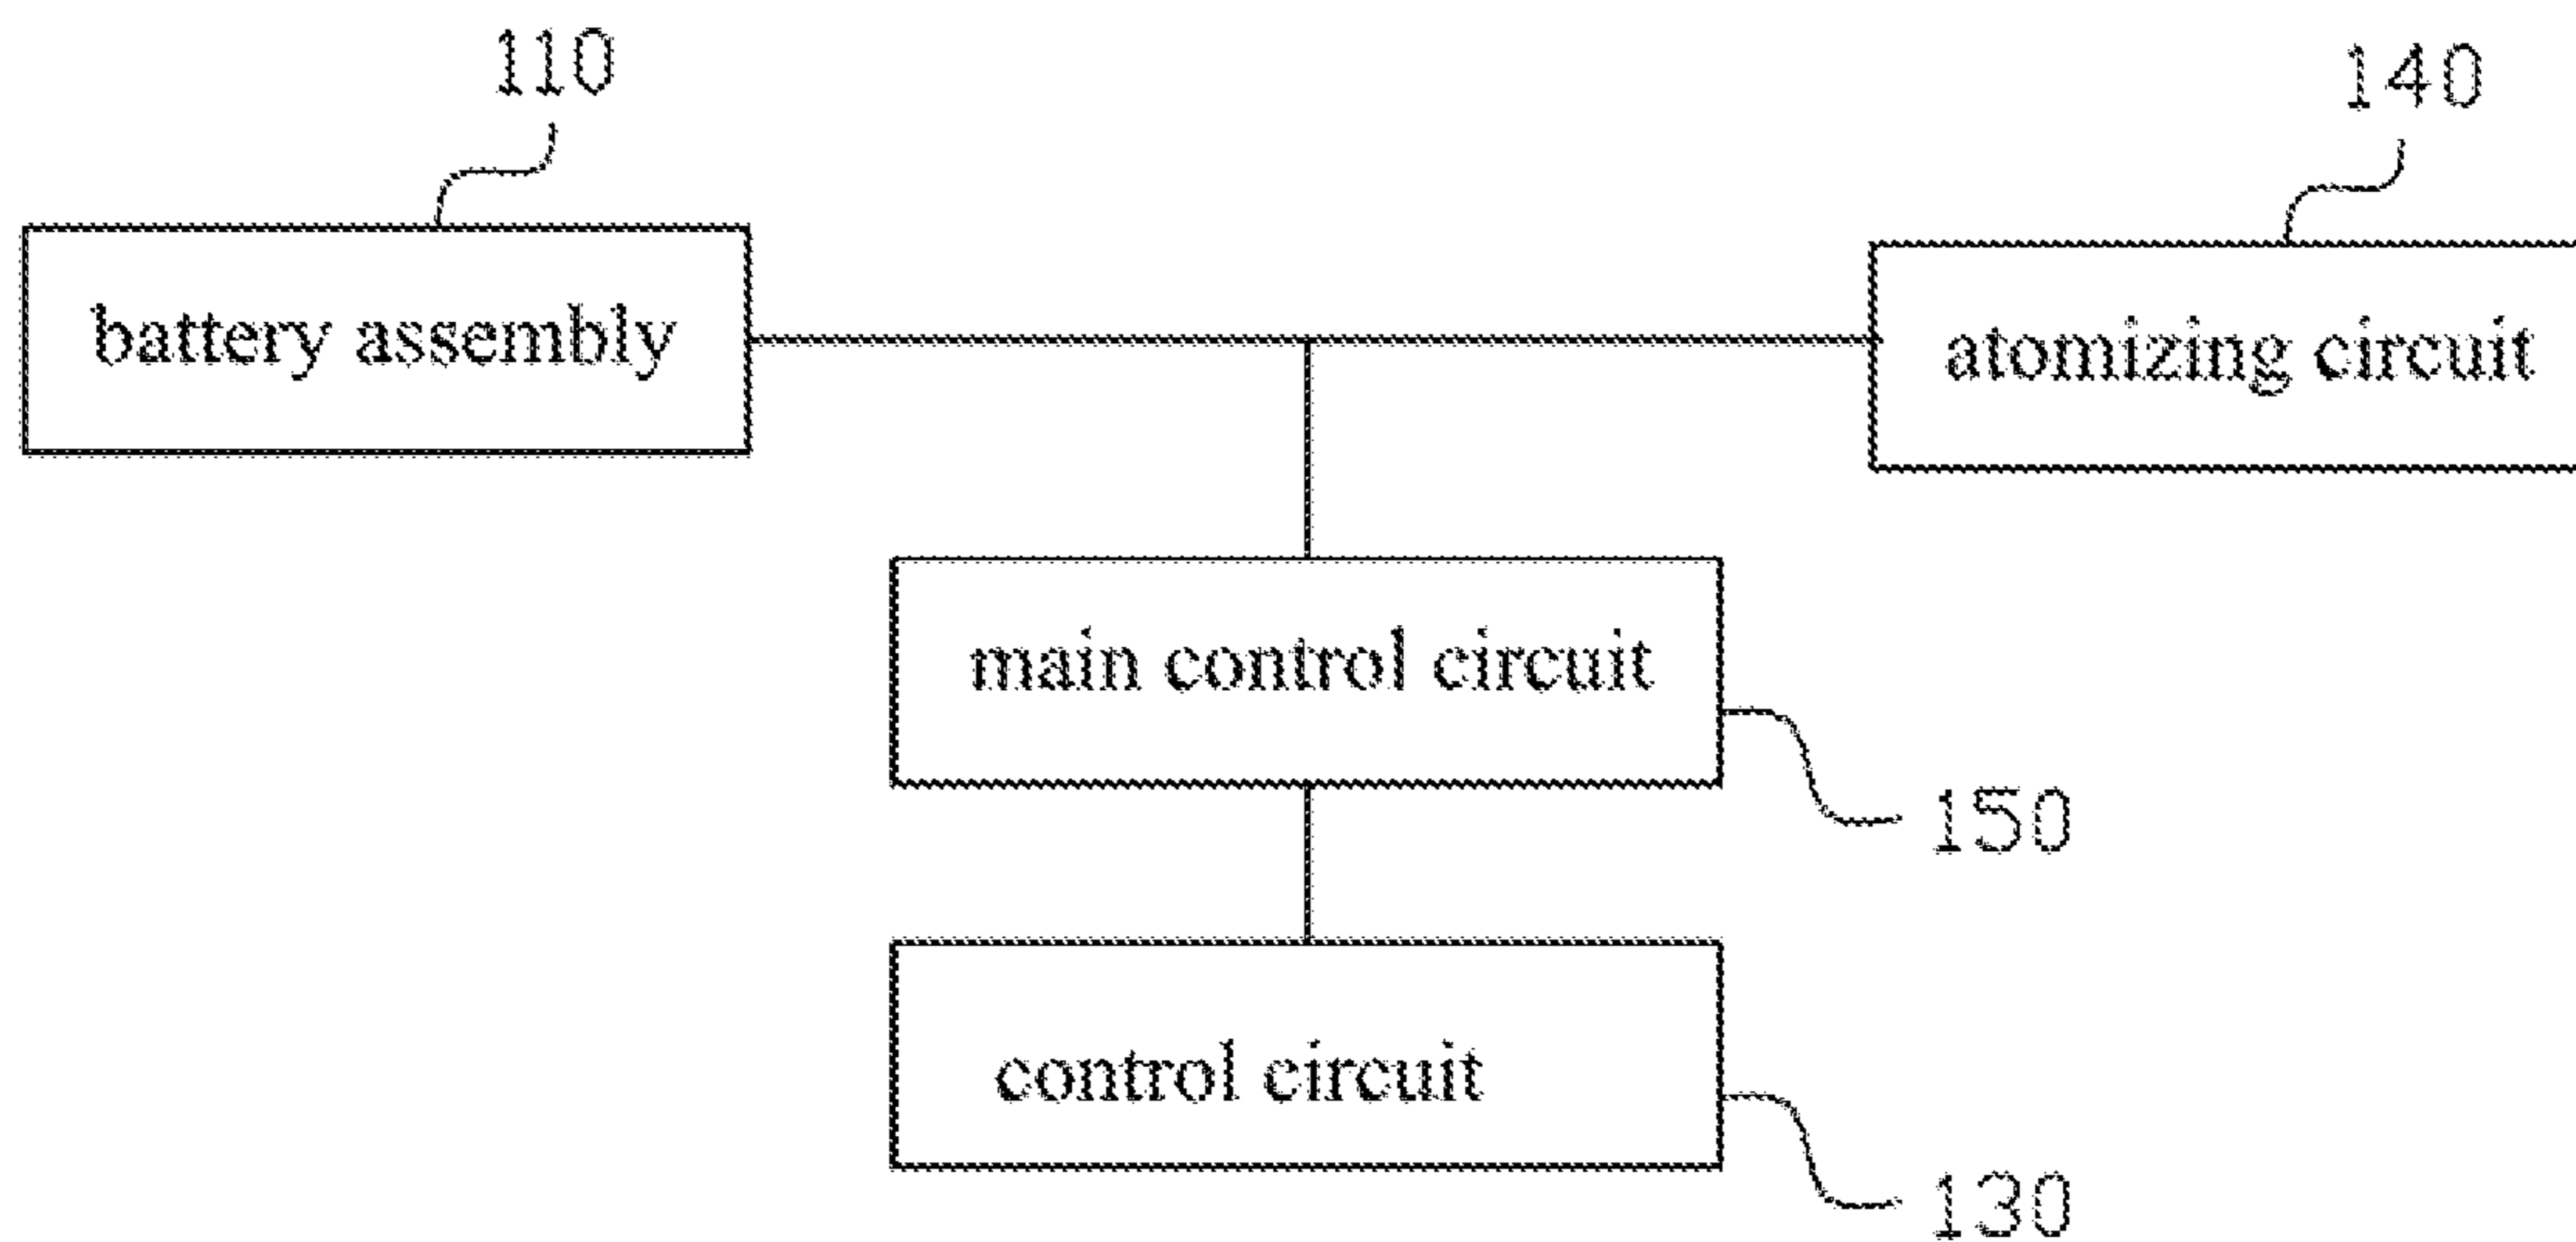 110
140
battery assembly
atomizing circuit
main control circuit
150
control circuit
130